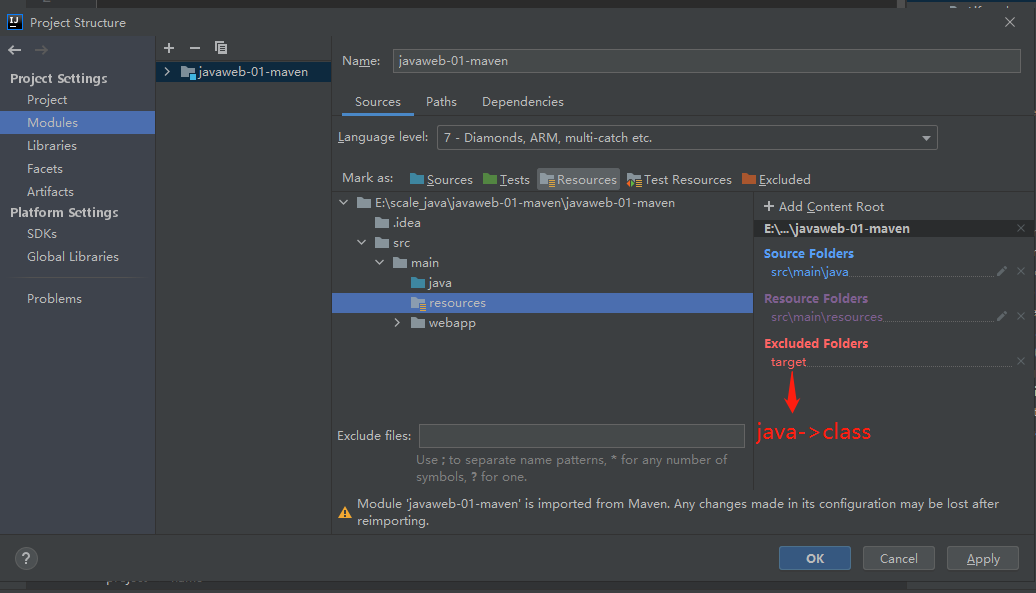 Project Structure
Project Settings
Project
Modules
Libraries
Facets
Artifacts
Platform Settings
SDKs
Global Libraries
Problems
javaweb-01-maven
Name: javaweb-01-maven
Sources Paths Dependencies
Language level: 7 - Diamonds, ARM, multi-catch etc.
Mark as: Sources Tests Resources Test Resources Excluded
E:\scale_java\javaweb-01-maven\javaweb-01-maven
.idea
src
main
java
resources
webapp
+ Add Content Root
E:\...\javaweb-01-maven
Source Folders
src\main\java
Resource Folders
src\main\resources
Excluded Folders
target
java->class
Exclude files:
Use ; to separate name patterns, * for any number of
symbols, ? for one.
Module 'javaweb-01-maven' is imported from Maven. Any changes made in its configuration may be lost after
reimporting.
? OK Cancel Apply